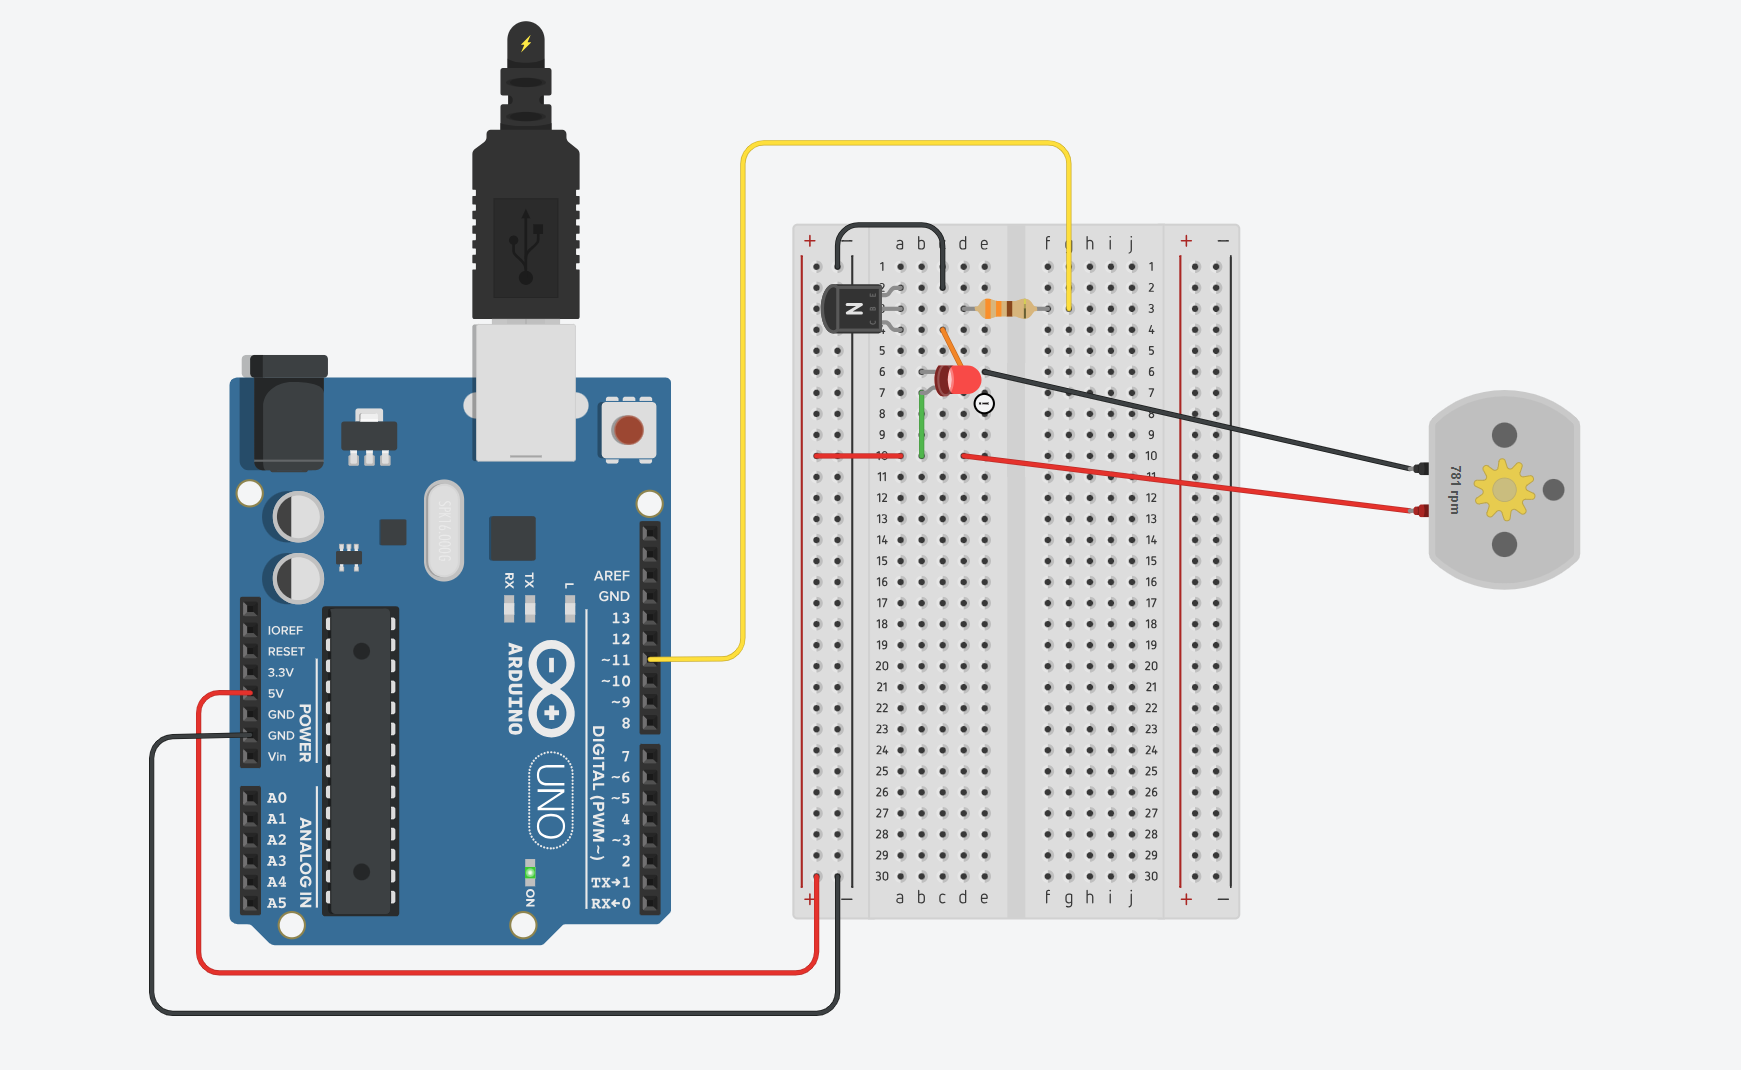 + − a b c d e f g h i j + −
1 1
2 2
3 3
4 4
5 5
6 6
7 7
8 8
9 9
10 10
11 11
12 12
13 13
14 14
15 15
16 16
17 17
18 18
19 19
20 20
21 21
22 22
23 23
24 24
25 25
26 26
27 27
28 28
29 29
30 30
+ − a b c d e f g h i j + −
E
B
C
N
781 rpm
SPK16.000G
RX TX L
AREF
GND
13
12
~11
~10
~9
8
7
~6
~5
4
~3
2
TX→1
RX←0
DIGITAL (PWM~)
ARDUINO
UNO
ON
IOREF
RESET
3.3V
5V
GND
GND
Vin
POWER
A0
A1
A2
A3
A4
A5
ANALOG IN